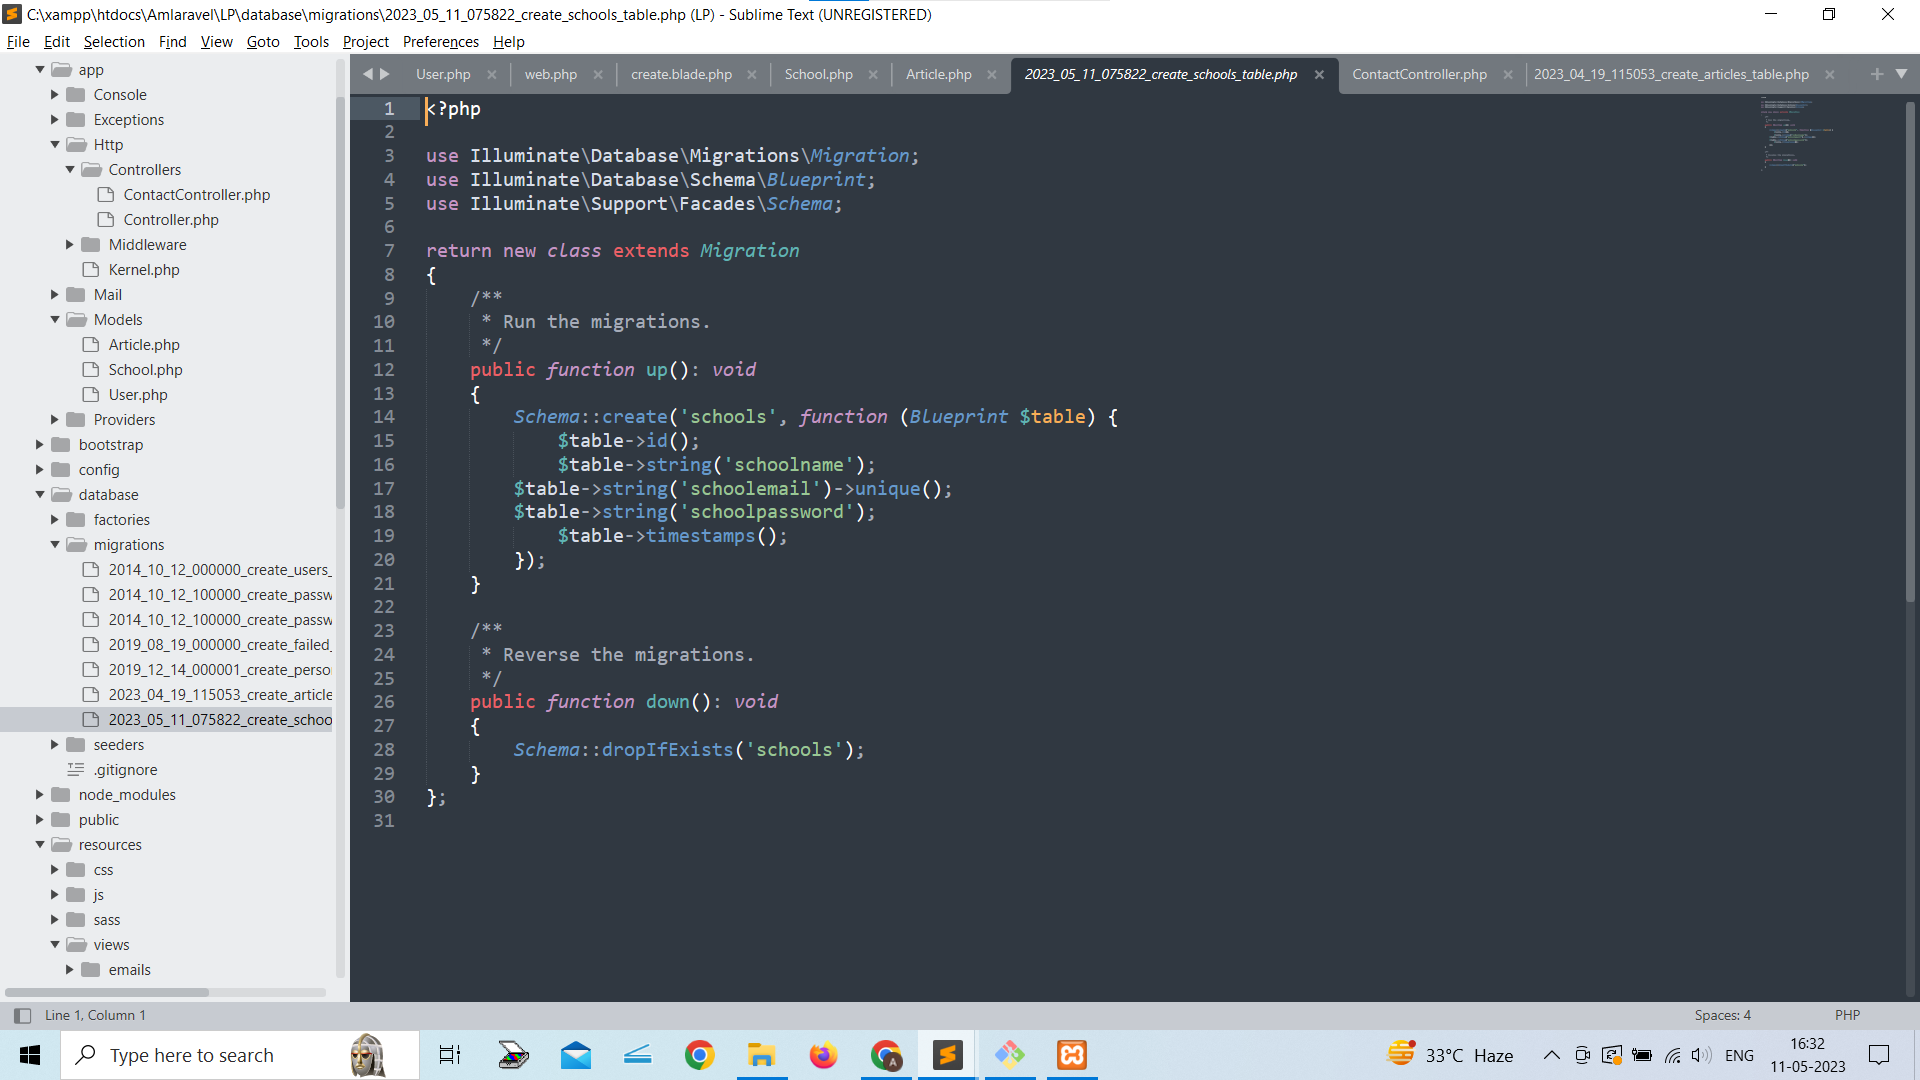 C:\xampp\htdocs\Amlaravel\LP\database\migrations\2023_05_11_075822_create_schools_table.php (LP) - Sublime Text (UNREGISTERED)
File Edit Selection Find View Goto Tools Project Preferences Help
app
Console
Exceptions
Http
Controllers
ContactController.php
Controller.php
Middleware
Kernel.php
Mail
Models
Article.php
School.php
User.php
Providers
bootstrap
config
database
factories
migrations
2014_10_12_000000_create_users_
2014_10_12_100000_create_passw
2014_10_12_100000_create_passw
2019_08_19_000000_create_failed_
2019_12_14_000001_create_perso
2023_04_19_115053_create_article
2023_05_11_075822_create_schoo
seeders
.gitignore
node_modules
public
resources
css
js
sass
views
emails
User.php web.php create.blade.php School.php Article.php 2023_05_11_075822_create_schools_table.php ContactController.php 2023_04_19_115053_create_articles_table.php
1 <?php
2
3 use Illuminate\Database\Migrations\Migration;
4 use Illuminate\Database\Schema\Blueprint;
5 use Illuminate\Support\Facades\Schema;
6
7 return new class extends Migration
8 {
9 /**
10 * Run the migrations.
11 */
12 public function up(): void
13 {
14 Schema::create('schools', function (Blueprint $table) {
15 $table->id();
16 $table->string('schoolname');
17 $table->string('schoolemail')->unique();
18 $table->string('schoolpassword');
19 $table->timestamps();
20 });
21 }
22
23 /**
24 * Reverse the migrations.
25 */
26 public function down(): void
27 {
28 Schema::dropIfExists('schools');
29 }
30 };
31
Line 1, Column 1 Spaces: 4 PHP
Type here to search 33°C Haze ENG 16:32
11-05-2023